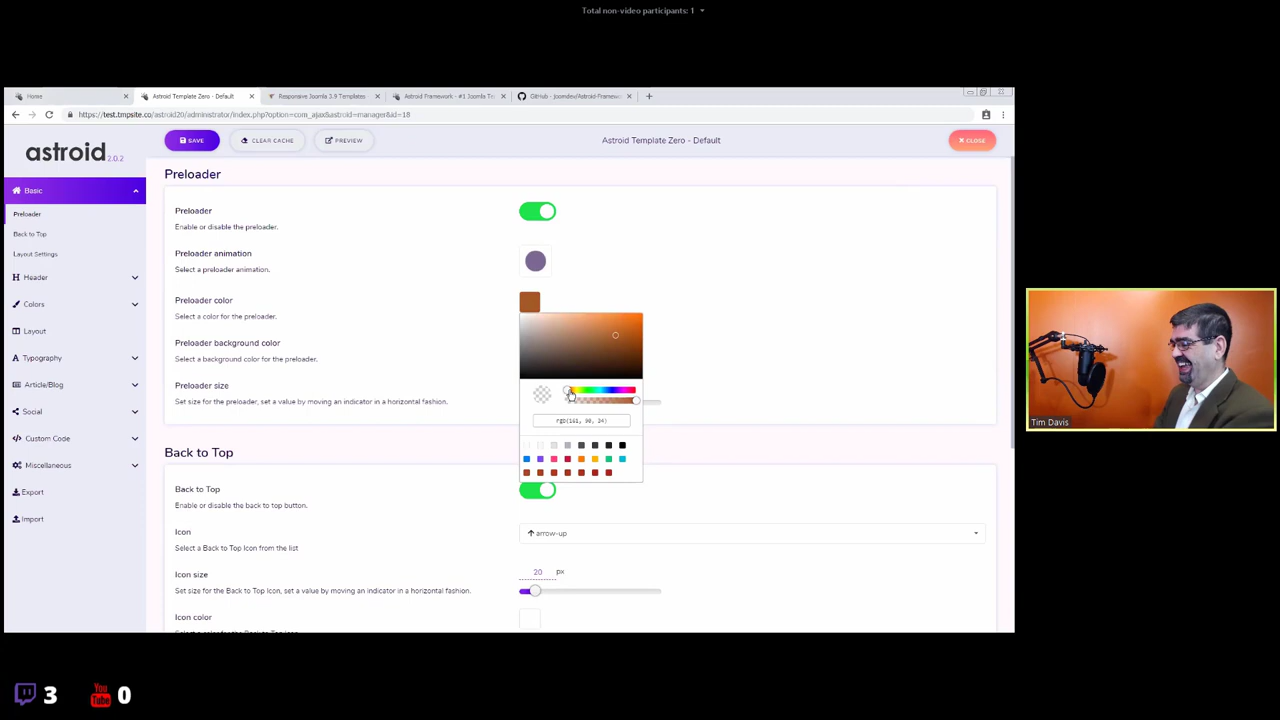 Total non-video participants: 1
Home
Astroid Template Zero - Default
Responsive Joomla 3.9 Templates
Astroid Framework - #1 Joomla T
GitHub - joomdev/Astroid-Framew
https://test.tmpsite.co/astroid20/administrator/index.php?option=com_ajax&astroid=manager&id=18
astroid 2.0.2
SAVE
CLEAR CACHE
PREVIEW
Astroid Template Zero - Default
CLOSE
Basic
Preloader
Back to Top
Layout Settings
Header
Colors
Layout
Typography
Article/Blog
Social
Custom Code
Miscellaneous
Export
Import
Preloader
Preloader
Enable or disable the preloader.
Preloader animation
Select a preloader animation.
Preloader color
Select a color for the preloader.
Preloader background color
Select a background color for the preloader.
Preloader size
Set size for the preloader, set a value by moving an indicator in a horizontal fashion.
rgb(161, 90, 34)
Back to Top
Back to Top
Enable or disable the back to top button.
Icon
Select a Back to Top Icon from the list
arrow-up
Icon size
Set size for the Back to Top Icon, set a value by moving an indicator in a horizontal fashion.
20 px
Icon color
Tim Davis
3
You Tube
0